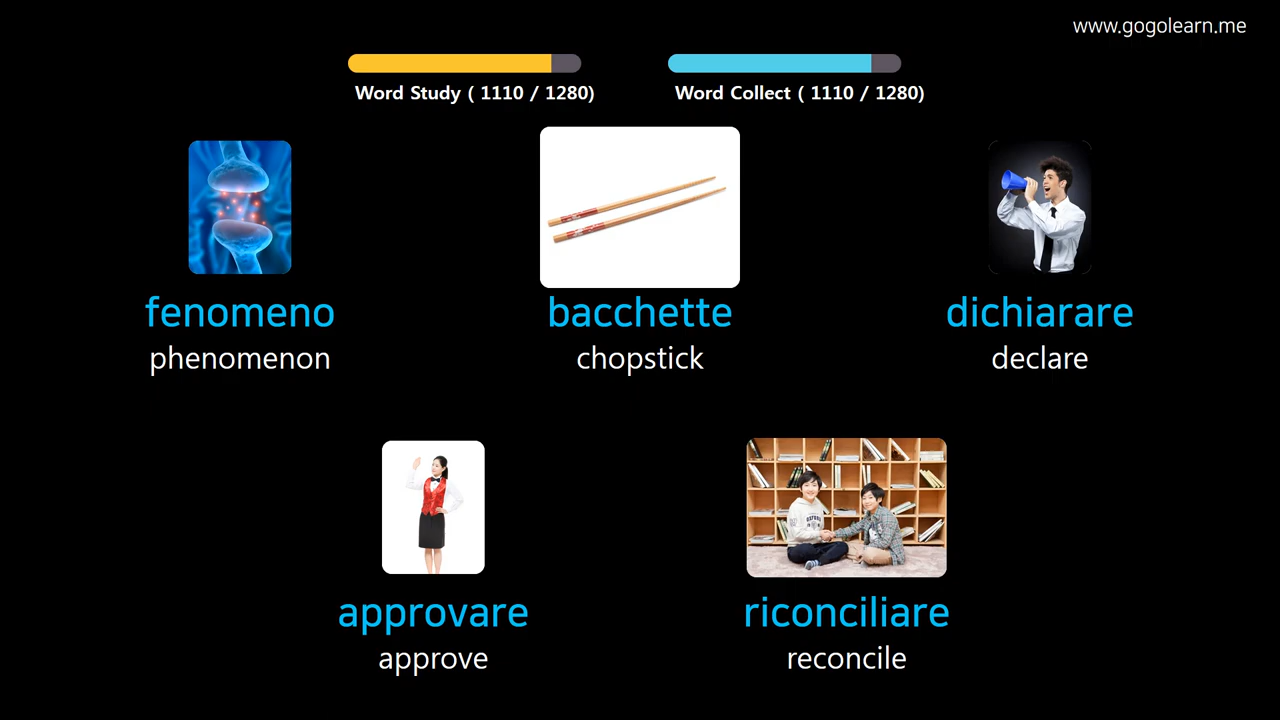 www.gogolearn.me
Word Study ( 1110 / 1280)
Word Collect ( 1110 / 1280)
fenomeno
phenomenon
bacchette
chopstick
dichiarare
declare
approvare
approve
riconciliare
reconcile